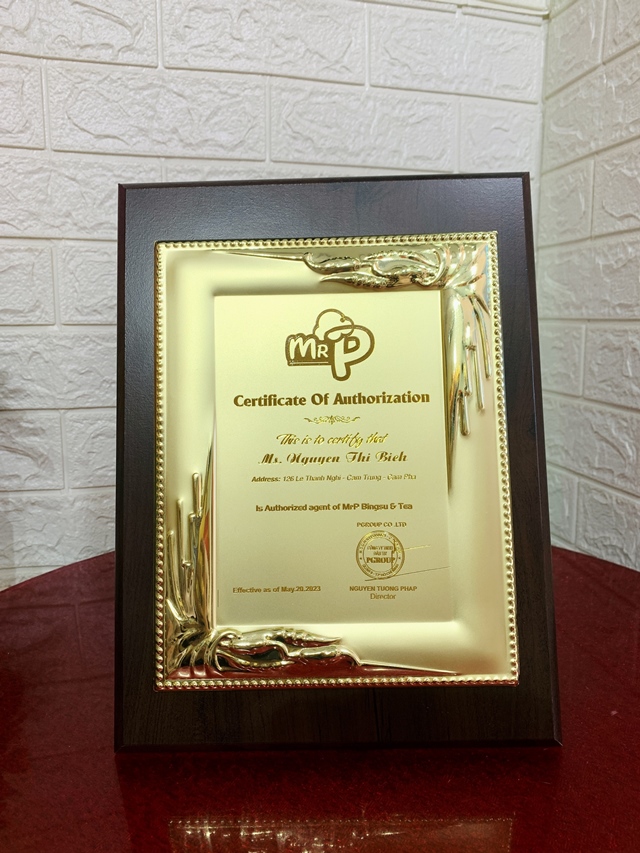 MR P
Certificate Of Authorization
This is to certify that
Ms. Nguyen Thi Bich
Address: 126 Le Thanh Nghi - Cam Trung - Cam Pha
Is Authorized agent of MrP Bingsu & Tea
PGROUP CO .LTD
PGROUP
Effective as of May.20.2023
NGUYEN TUONG PHAP
Director